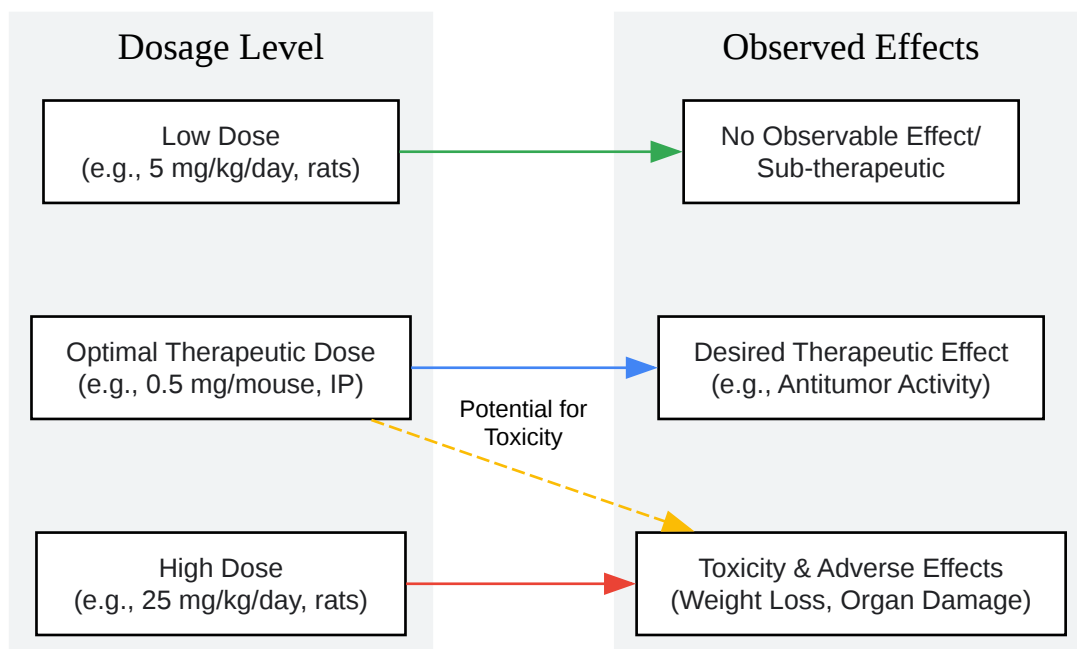 Dosage Level
Observed Effects
Low Dose
(e.g., 5 mg/kg/day, rats)
No Observable Effect/
Sub-therapeutic
Optimal Therapeutic Dose
(e.g., 0.5 mg/mouse, IP)
Desired Therapeutic Effect
(e.g., Antitumor Activity)
Potential for
Toxicity
High Dose
(e.g., 25 mg/kg/day, rats)
Toxicity & Adverse Effects
(Weight Loss, Organ Damage)